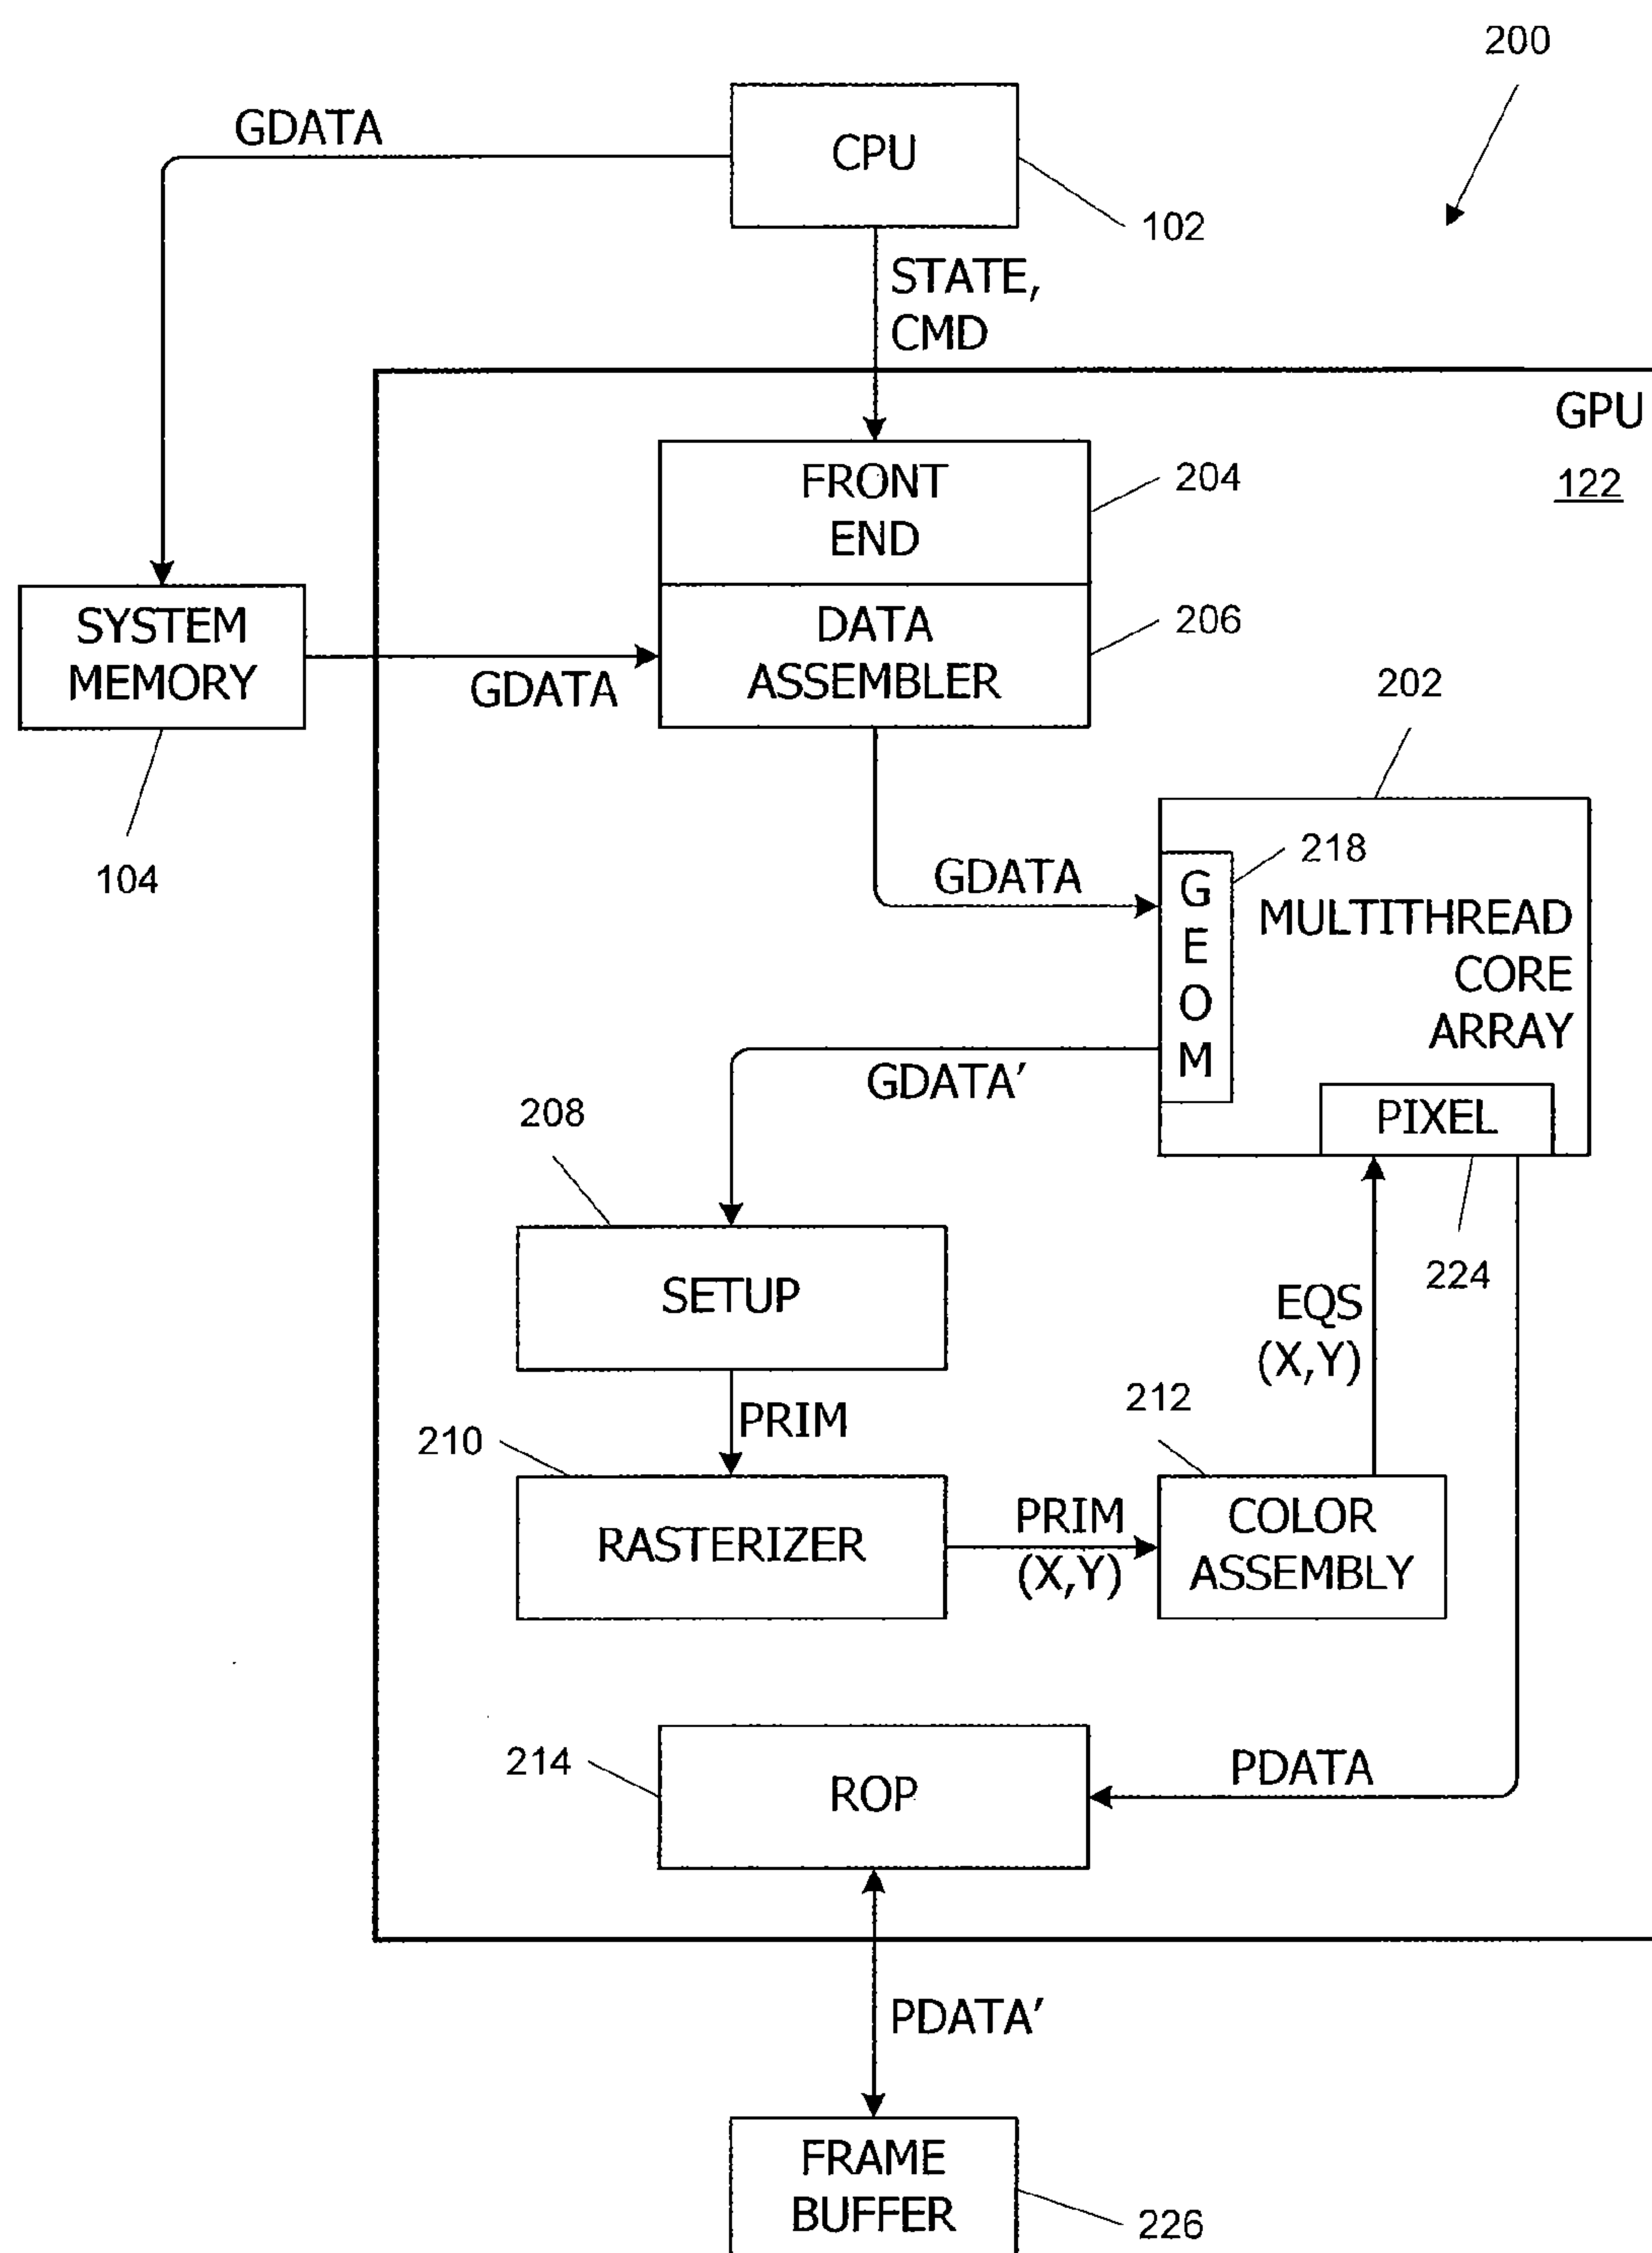 200
GDATA
CPU
102
STATE,
CMD
GPU
122
FRONT
END
204
DATA
ASSEMBLER
206
SYSTEM
MEMORY
GDATA
104
202
GDATA
G
E
O
M
218
MULTITHREAD
CORE
ARRAY
GDATA'
PIXEL
208
224
SETUP
EQS
(X,Y)
PRIM
212
210
RASTERIZER
PRIM
(X,Y)
COLOR
ASSEMBLY
214
ROP
PDATA
PDATA'
FRAME
BUFFER
226